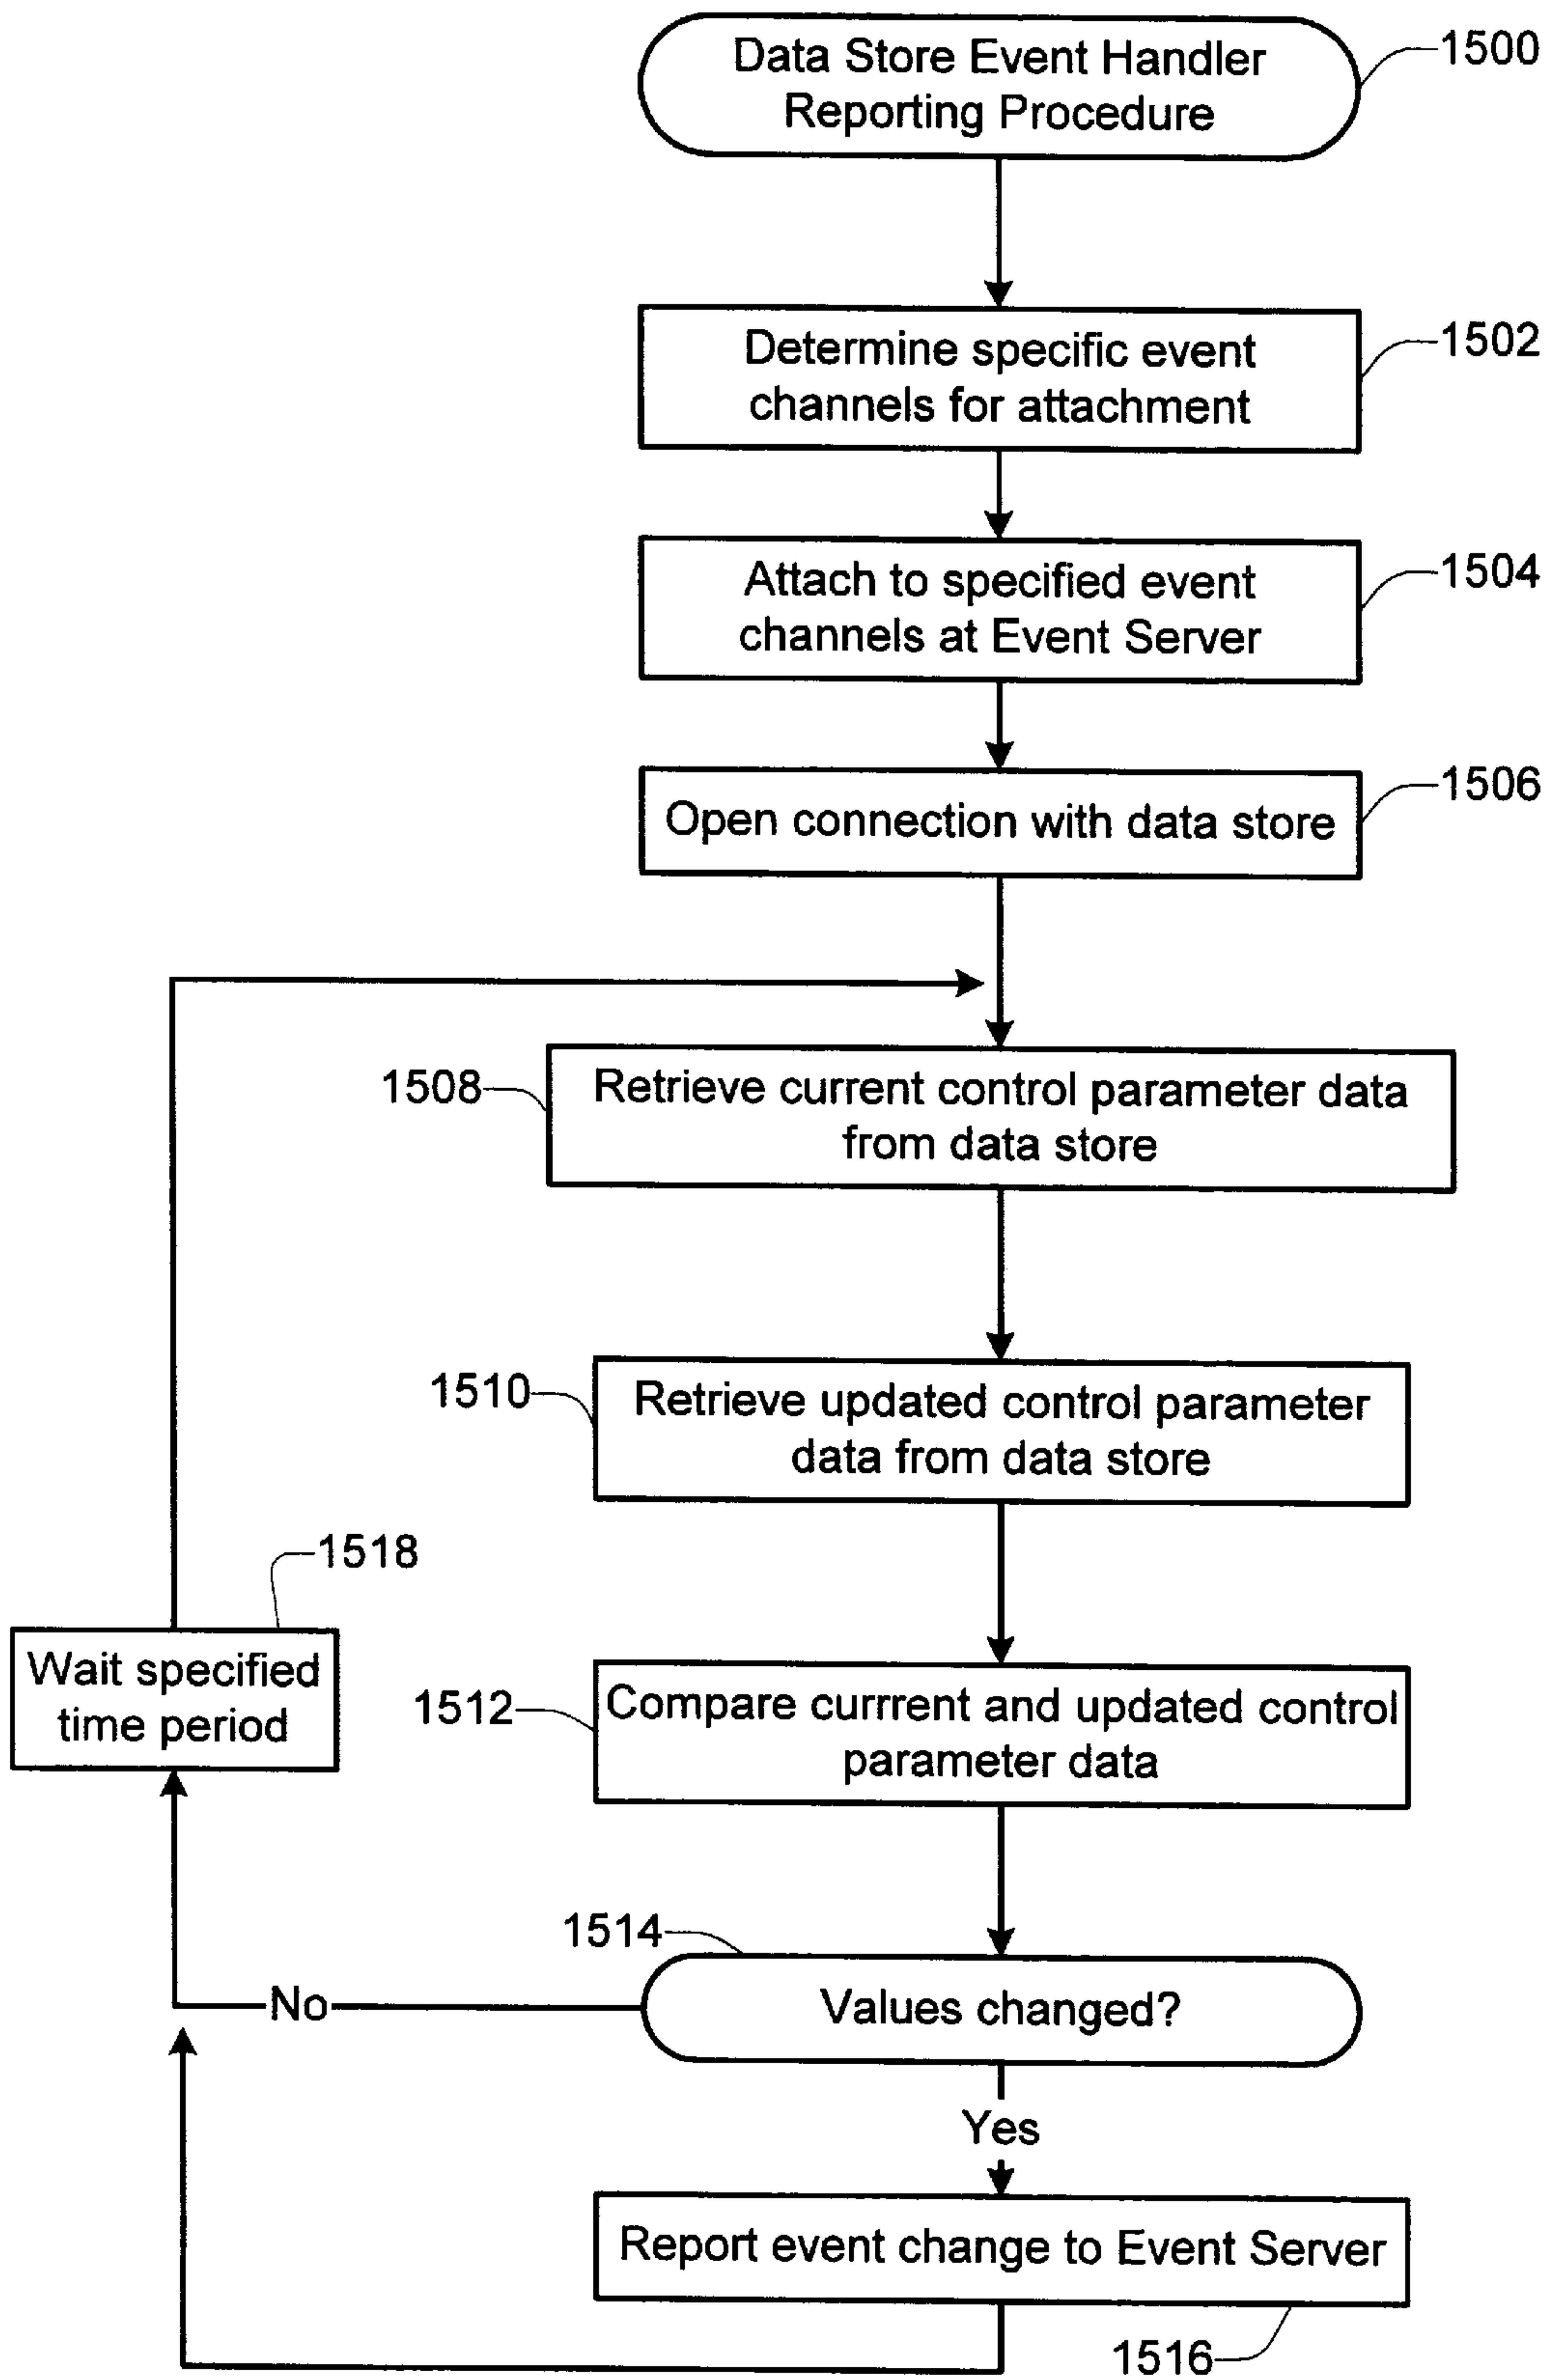 Data Store Event Handler
Reporting Procedure
1500
Determine specific event
channels for attachment
1502
Attach to specified event
channels at Event Server
1504
Open connection with data store
1506
1508
Retrieve current control parameter data
from data store
1510
Retrieve updated control parameter
data from data store
1518
Wait specified
time period
1512
Compare currrent and updated control
parameter data
1514
Values changed?
No
Yes
Report event change to Event Server
1516